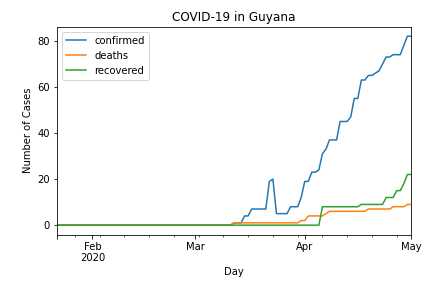 COVID-19 in Guyana
confirmed
deaths
recovered
Number of Cases
80
60
40
20
0
Feb
2020
Mar
Apr
May
Day